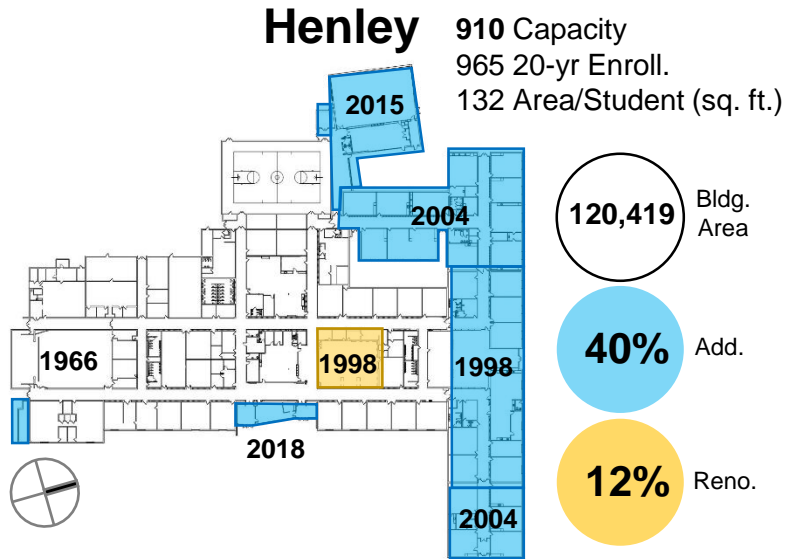 Henley
910 Capacity
965 20-yr Enroll.
132 Area/Student (sq. ft.)
2015
2004
120,419
Bldg.
Area
1966
1998
1998
40%
Add.
2018
12%
Reno.
2004